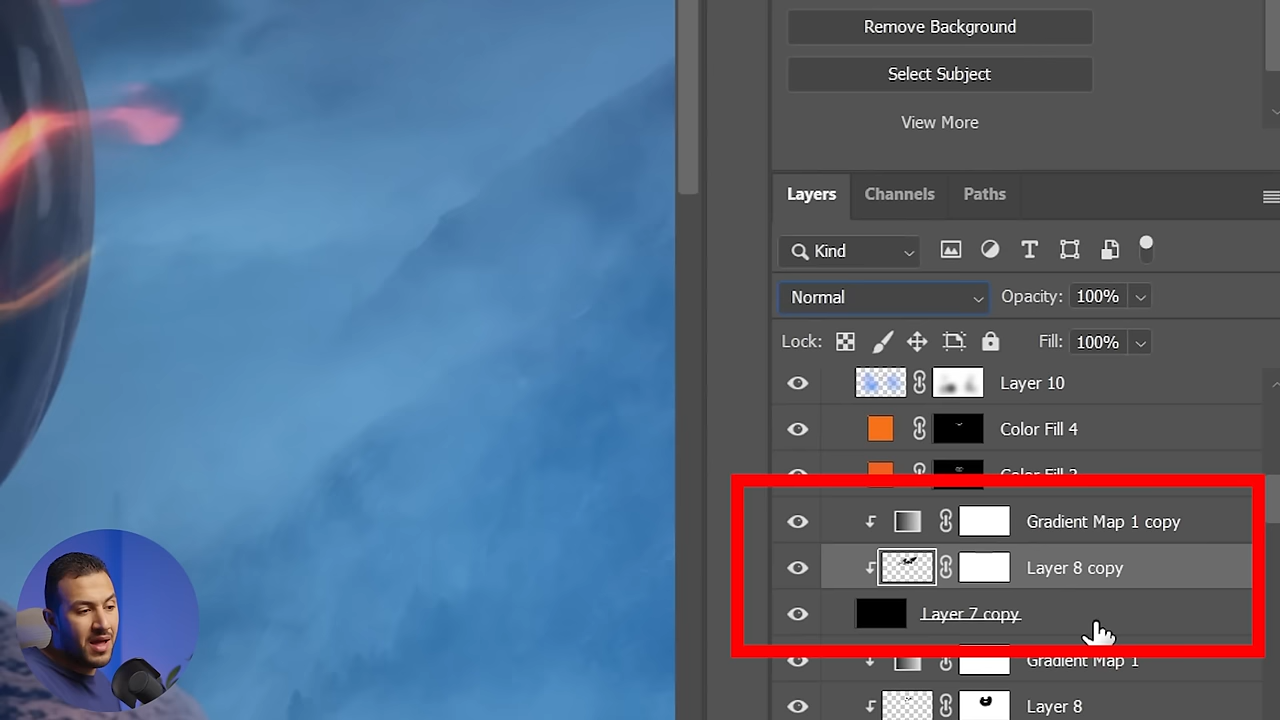 Remove Background
Select Subject
View More
Layers Channels Paths
Kind
Normal Opacity: 100%
Lock: Fill: 100%
Layer 10
Color Fill 4
Color Fill 3
Gradient Map 1 copy
Layer 8 copy
Layer 7 copy
Gradient Map 1
Layer 8